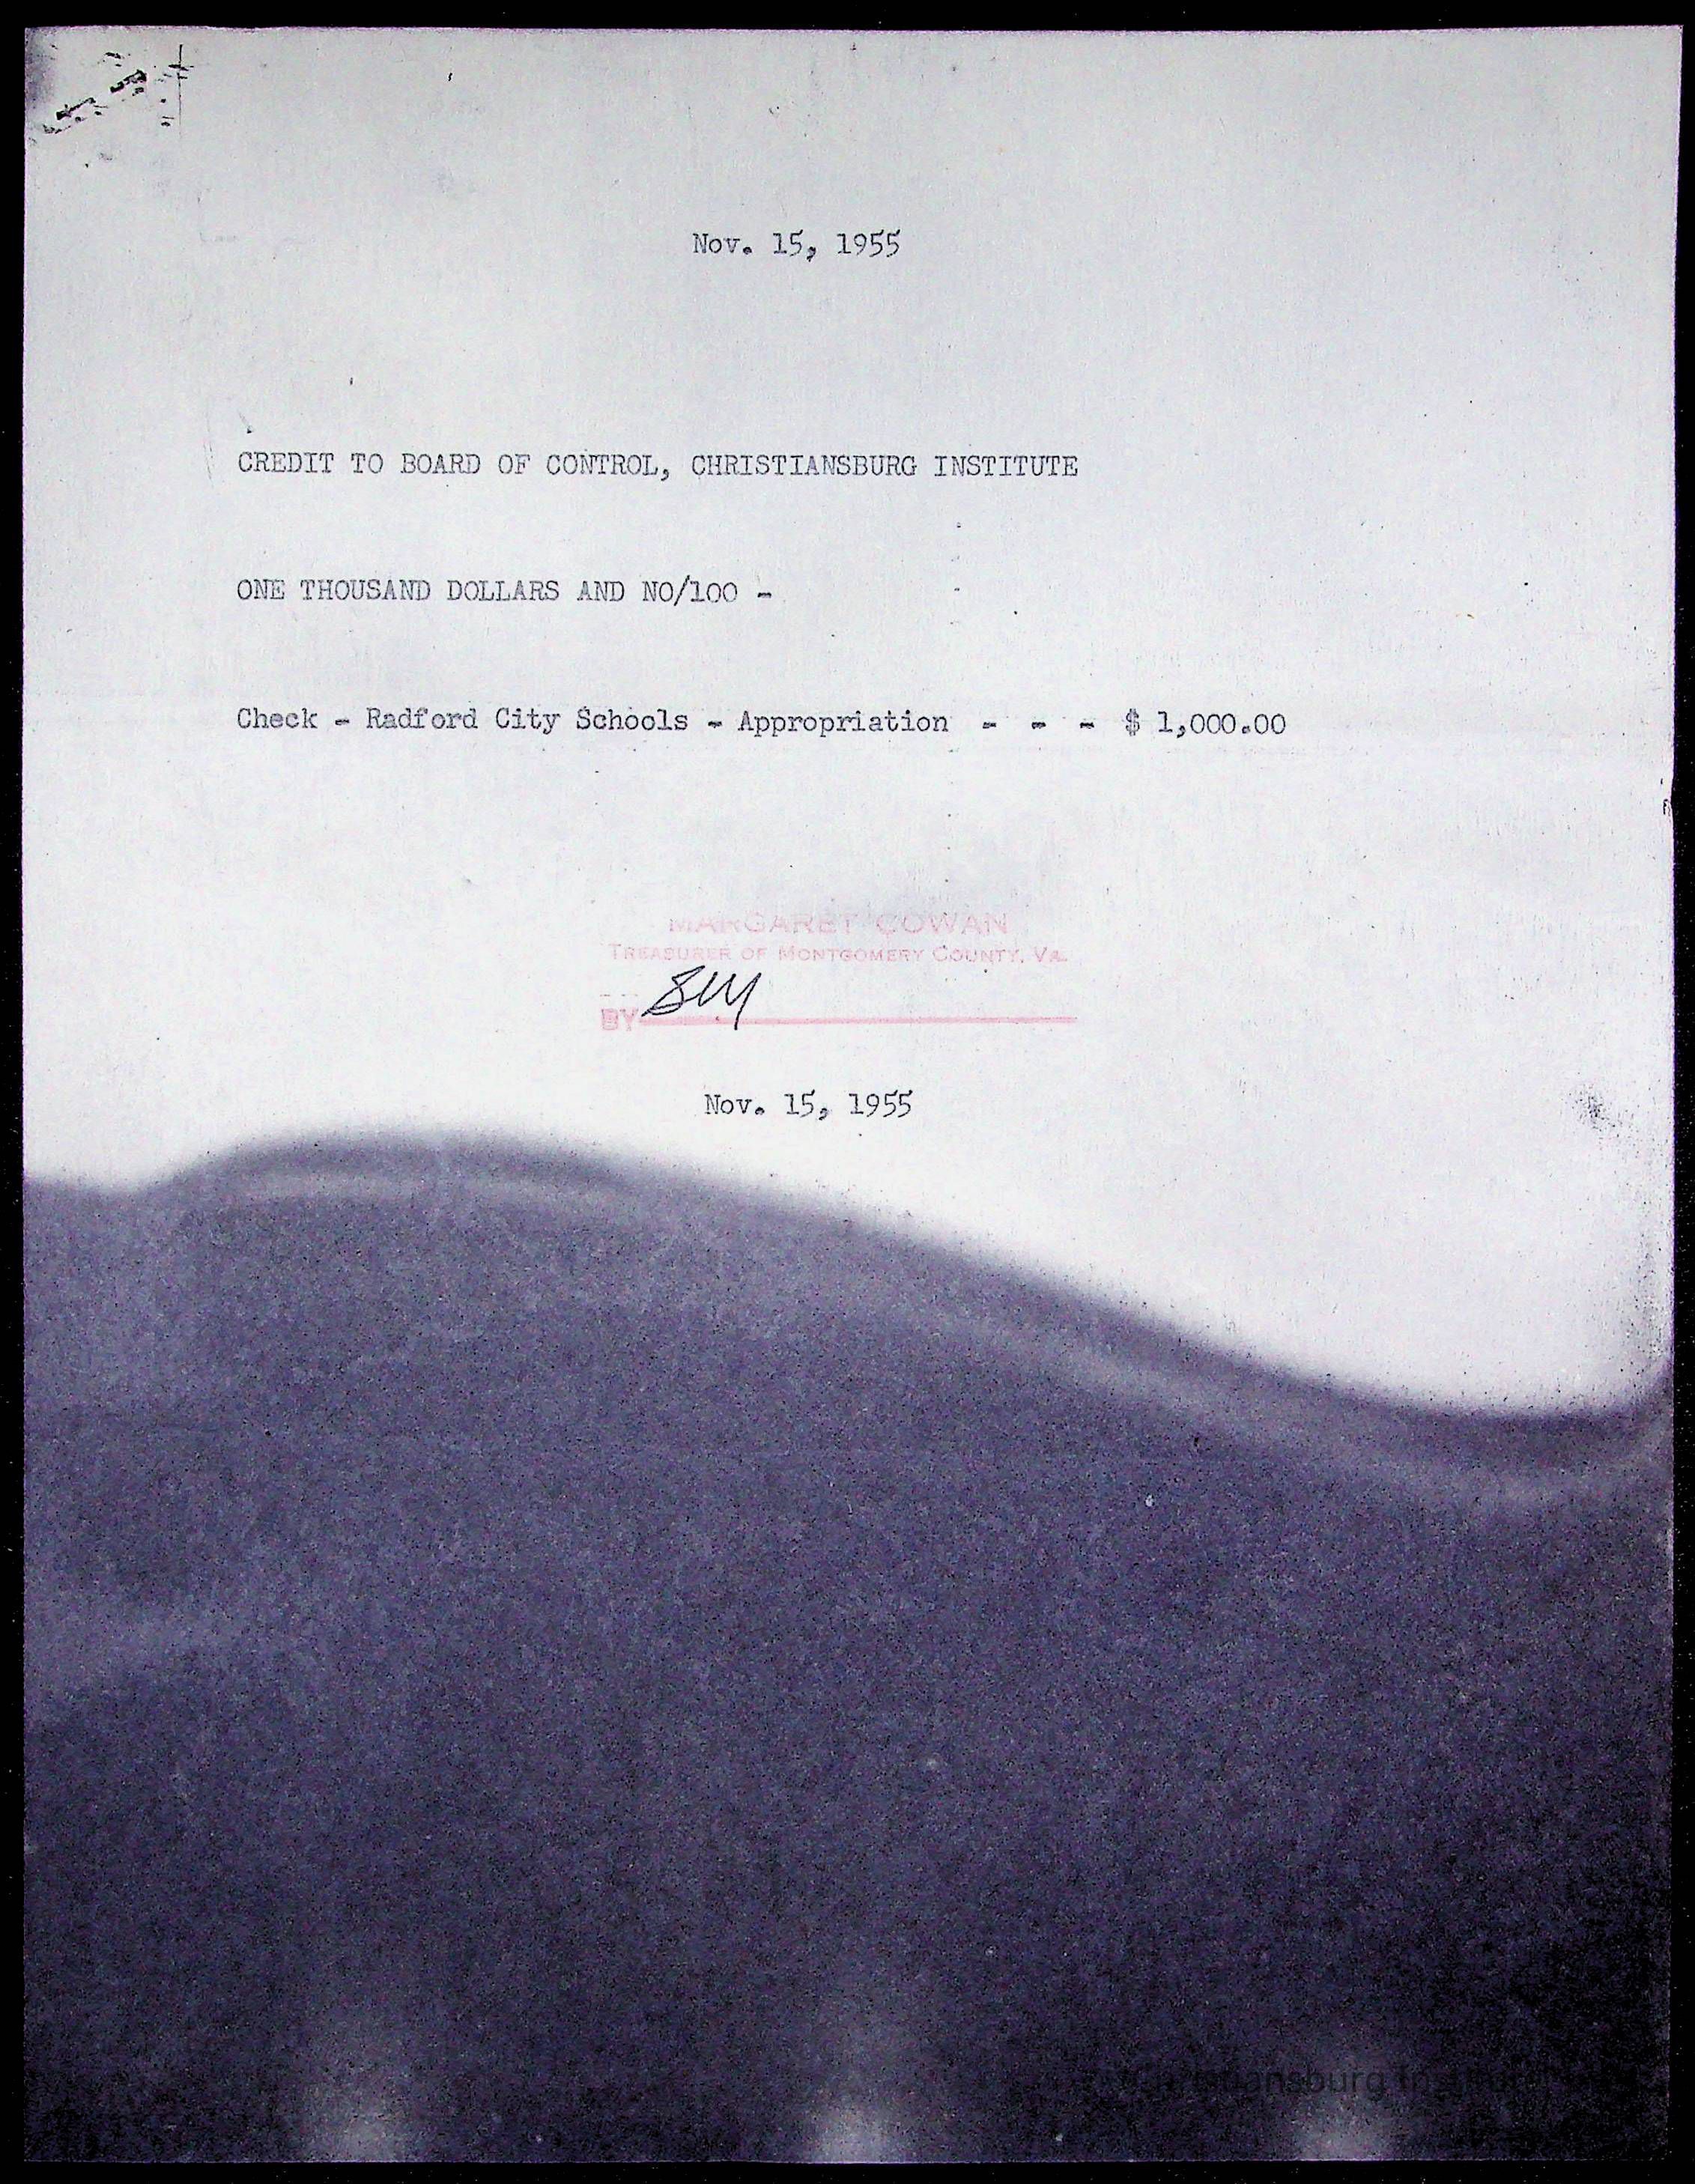 Nov. 15, 1955
CREDIT TO BOARD OF CONTROL, CHRISTIANSBURG INSTITUTE
ONE THOUSAND DOLLARS AND NO/100 -
Check - Radford City Schools - Appropriation - - - $ 1,000.00
MARGARET COWAN
TREASURER OF MONTGOMERY COUNTY, VA.
BY
Nov. 15, 1955